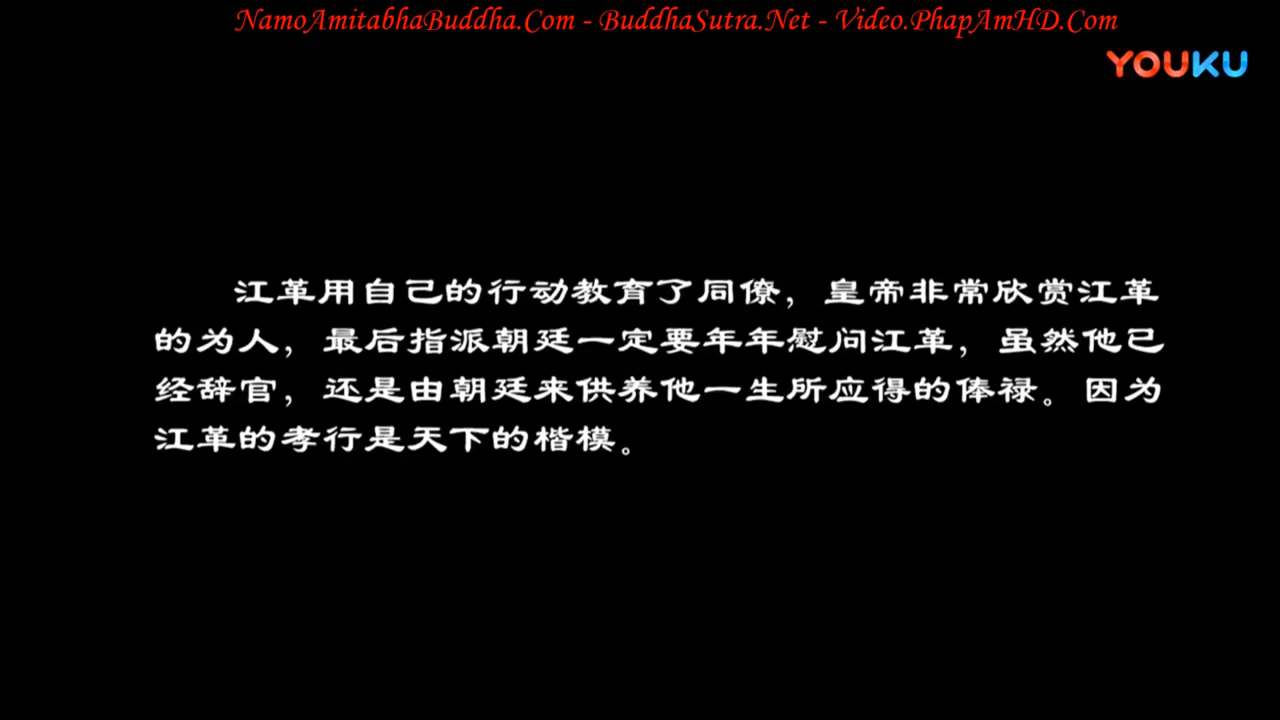 NamoAmitabhaBuddha.Com - BuddhaSutra.Net - Video.PhapAmHD.Com
YOUKU
江革用自己的行动教育了同僚，皇帝非常欣赏江革
的为人，最后指派朝廷一定要年年慰问江革，虽然他已
经辞官，还是由朝廷来供养他一生所应得的俸禄。因为
江革的孝行是天下的楷模。